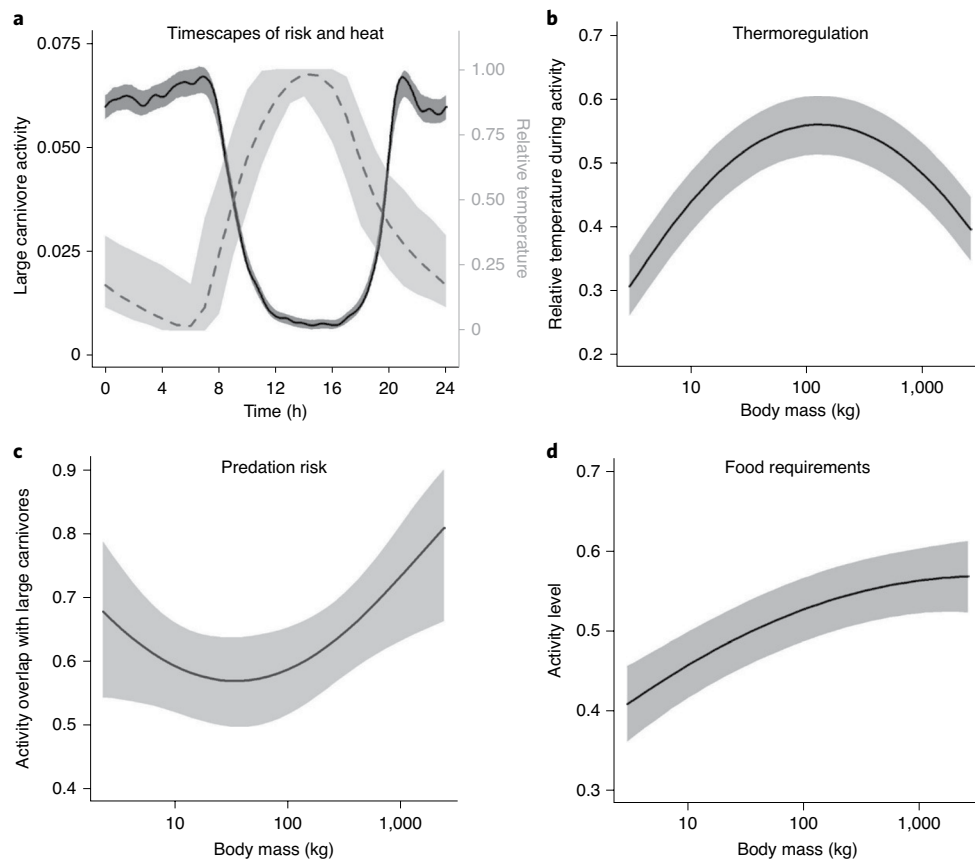 a
Timescapes of risk and heat
0.075
0.050
0.025
0
Large carnivore activity
1.00
0.75
0.50
0.25
0
Relative temperature
0 4 8 12 16 20 24
Time (h)
b
Thermoregulation
0.7
0.6
0.5
0.4
0.3
0.2
Relative temperature during activity
10 100 1,000
Body mass (kg)
c
Predation risk
0.9
0.8
0.7
0.6
0.5
0.4
Activity overlap with large carnivores
10 100 1,000
Body mass (kg)
d
Food requirements
0.7
0.6
0.5
0.4
0.3
Activity level
10 100 1,000
Body mass (kg)